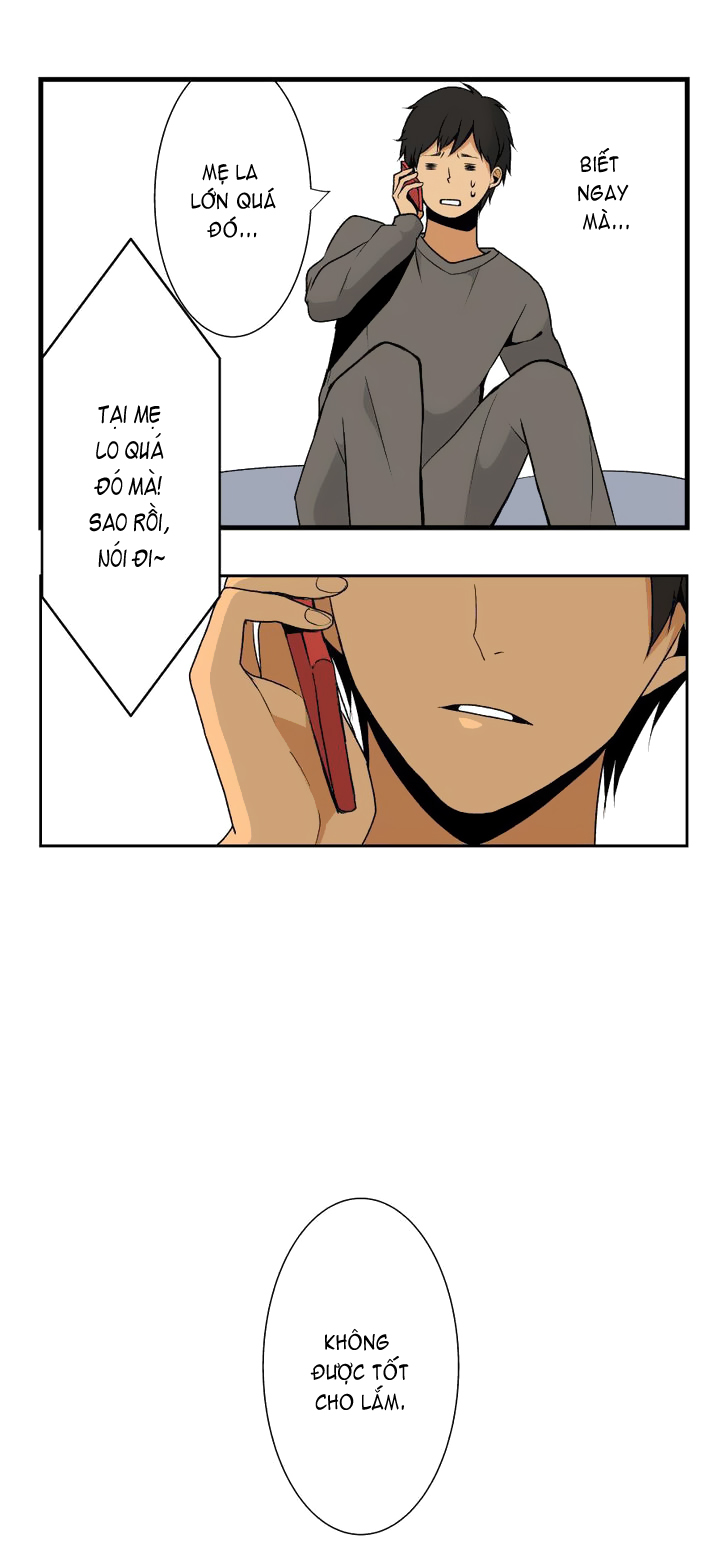 BIẾT
NGAY
MÀ...
MẸ LA
LỚN QUÁ
ĐÓ...
TẠI MẸ
LO QUÁ
ĐÓ MÀ!
SAO RỒI,
NÓI ĐI~
KHÔNG
ĐƯỢC TỐT
CHO LẮM.